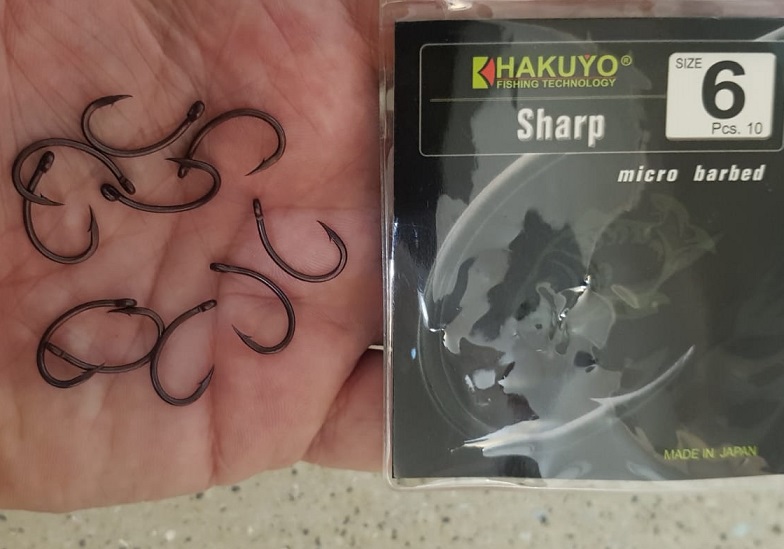 HAKUYO®
FISHING TECHNOLOGY
SIZE 6
Pcs. 10
Sharp
micro barbed
MADE IN JAPAN